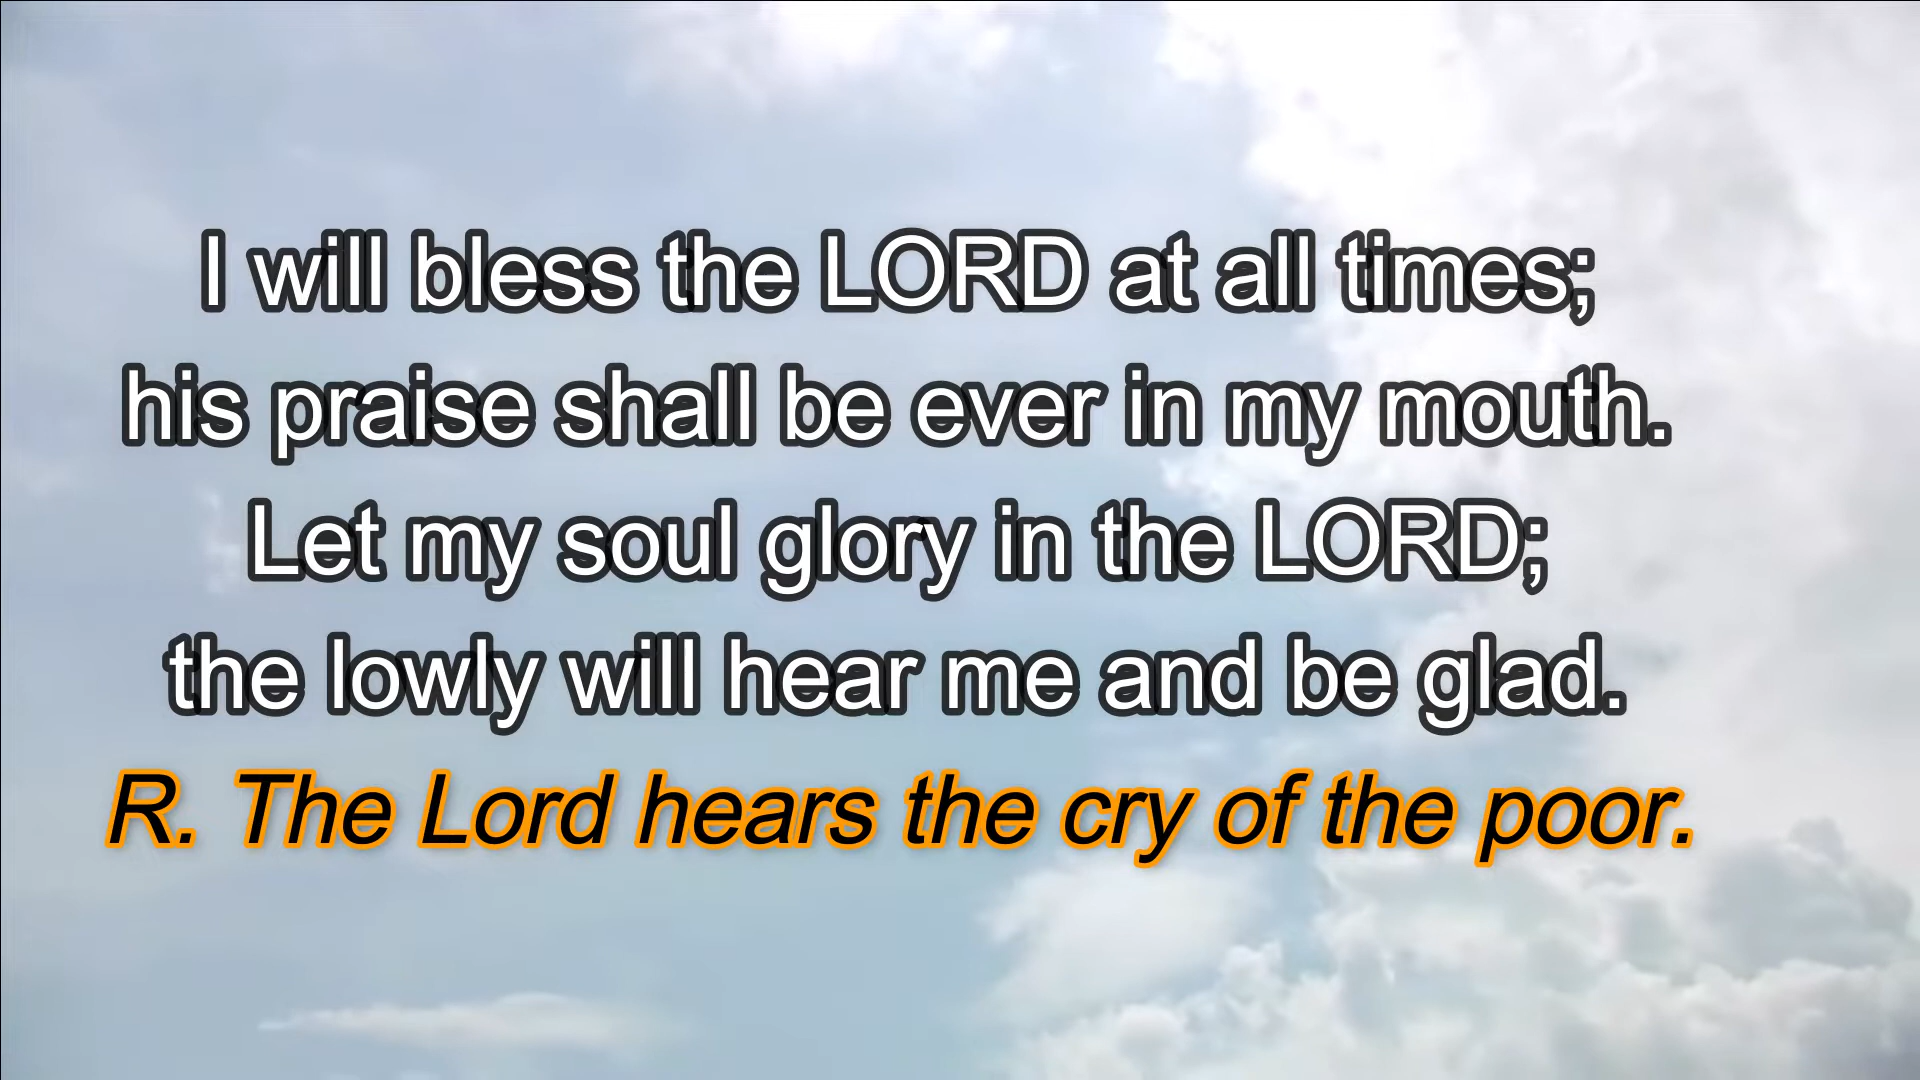 I will bless the LORD at all times;
his praise shall be ever in my mouth.
Let my soul glory in the LORD;
the lowly will hear me and be glad.
R. The Lord hears the cry of the poor.